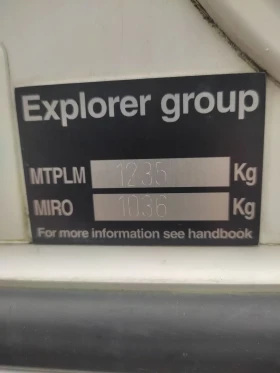 Explorer group
MTPLM 1235 Kg
MIRO 1036 Kg
For more information see handbook